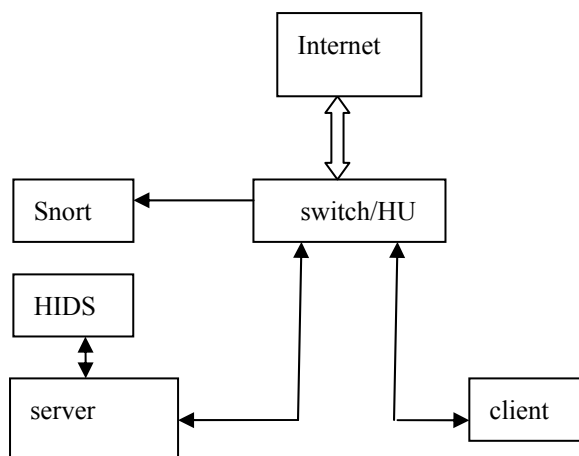 Internet
Snort
switch/HU
HIDS
server
client